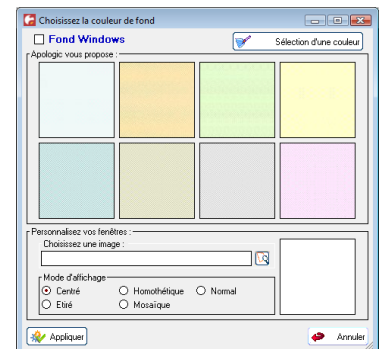 Choisissez la couleur de fond
Fond Windows
Sélection d'une couleur
Apologic vous propose :
Personnalisez vos fenêtres :
Choisissez une image :
Mode d'affichage
Centré
Homothétique
Normal
Etiré
Mosaïque
Appliquer
Annuler